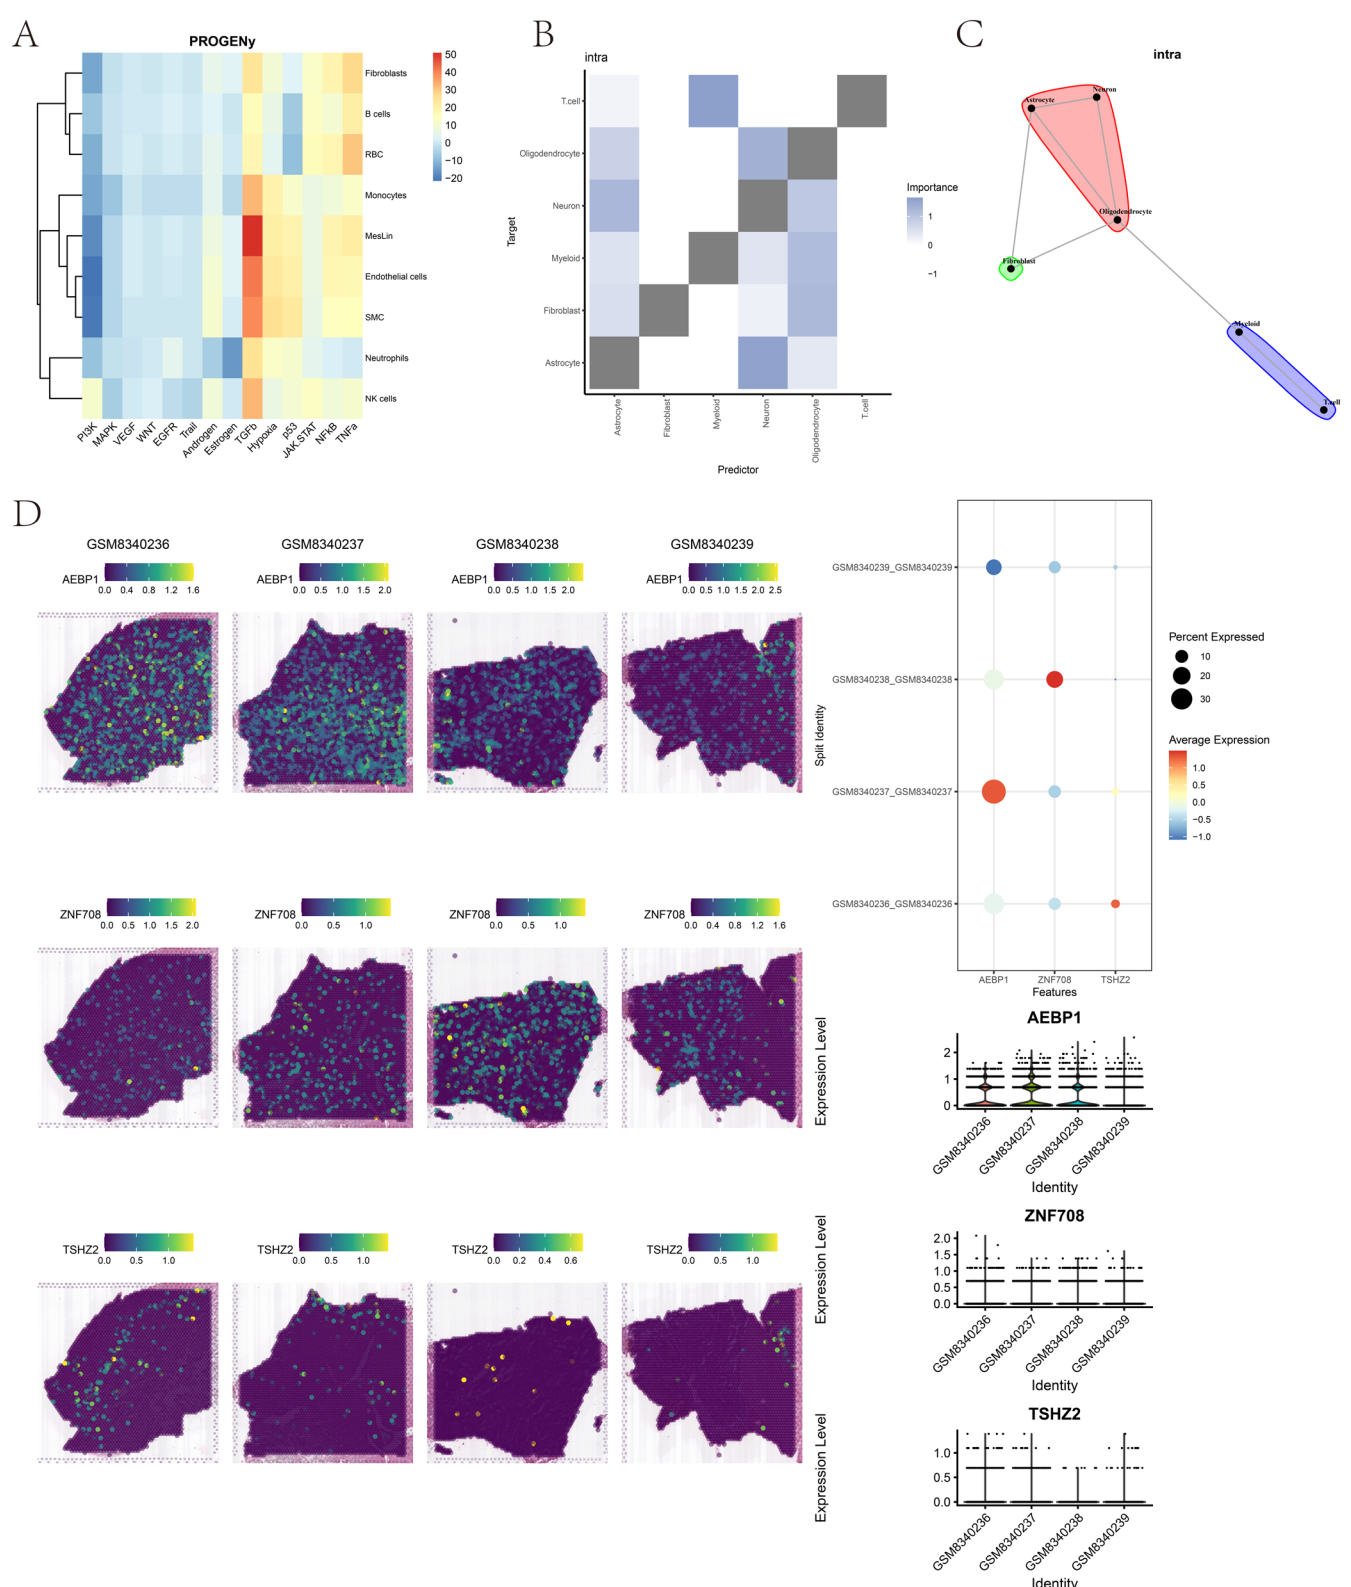 A
PROGENy
50
40
30
20
10
0
−10
−20
Fibroblasts
B cells
RBC
Monocytes
MesLin
Endothelial cells
SMC
Neutrophils
NK cells
PI3K
MAPK
VEGF
WNT
EGFR
Trail
Androgen
Estrogen
TGFb
Hypoxia
p53
JAK.STAT
NFkB
TNFa
B
intra
Target
T.cell
Oligodendrocyte
Neuron
Myeloid
Fibroblast
Astrocyte
Astrocyte
Fibroblast
Myeloid
Neuron
Oligodendrocyte
T.cell
Predictor
Importance
1
0
−1
C
intra
Astrocyte
Neuron
Oligodendrocyte
Fibroblast
Myeloid
T.cell
D
GSM8340236
AEBP1
0.0 0.4 0.8 1.2 1.6
GSM8340237
AEBP1
0.0 0.5 1.0 1.5 2.0
GSM8340238
AEBP1
0.0 0.5 1.0 1.5 2.0
GSM8340239
AEBP1
0.0 0.5 1.0 1.5 2.0 2.5
ZNF708
0.0 0.5 1.0 1.5 2.0
ZNF708
0.0 0.5 1.0
ZNF708
0.0 0.5 1.0
ZNF708
0.0 0.4 0.8 1.2 1.6
TSHZ2
0.0 0.5 1.0
TSHZ2
0.0 0.5 1.0
TSHZ2
0.0 0.2 0.4 0.6
TSHZ2
0.0 0.5 1.0
Split Identity
GSM8340239_GSM8340239
GSM8340238_GSM8340238
GSM8340237_GSM8340237
GSM8340236_GSM8340236
AEBP1
ZNF708
TSHZ2
Features
Percent Expressed
10
20
30
Average Expression
1.0
0.5
0.0
−0.5
−1.0
AEBP1
Expression Level
2
1
0
GSM8340236
GSM8340237
GSM8340238
GSM8340239
Identity
ZNF708
Expression Level
2.0
1.5
1.0
0.5
0.0
GSM8340236
GSM8340237
GSM8340238
GSM8340239
Identity
TSHZ2
Expression Level
1.0
0.5
0.0
GSM8340236
GSM8340237
GSM8340238
GSM8340239
Identity